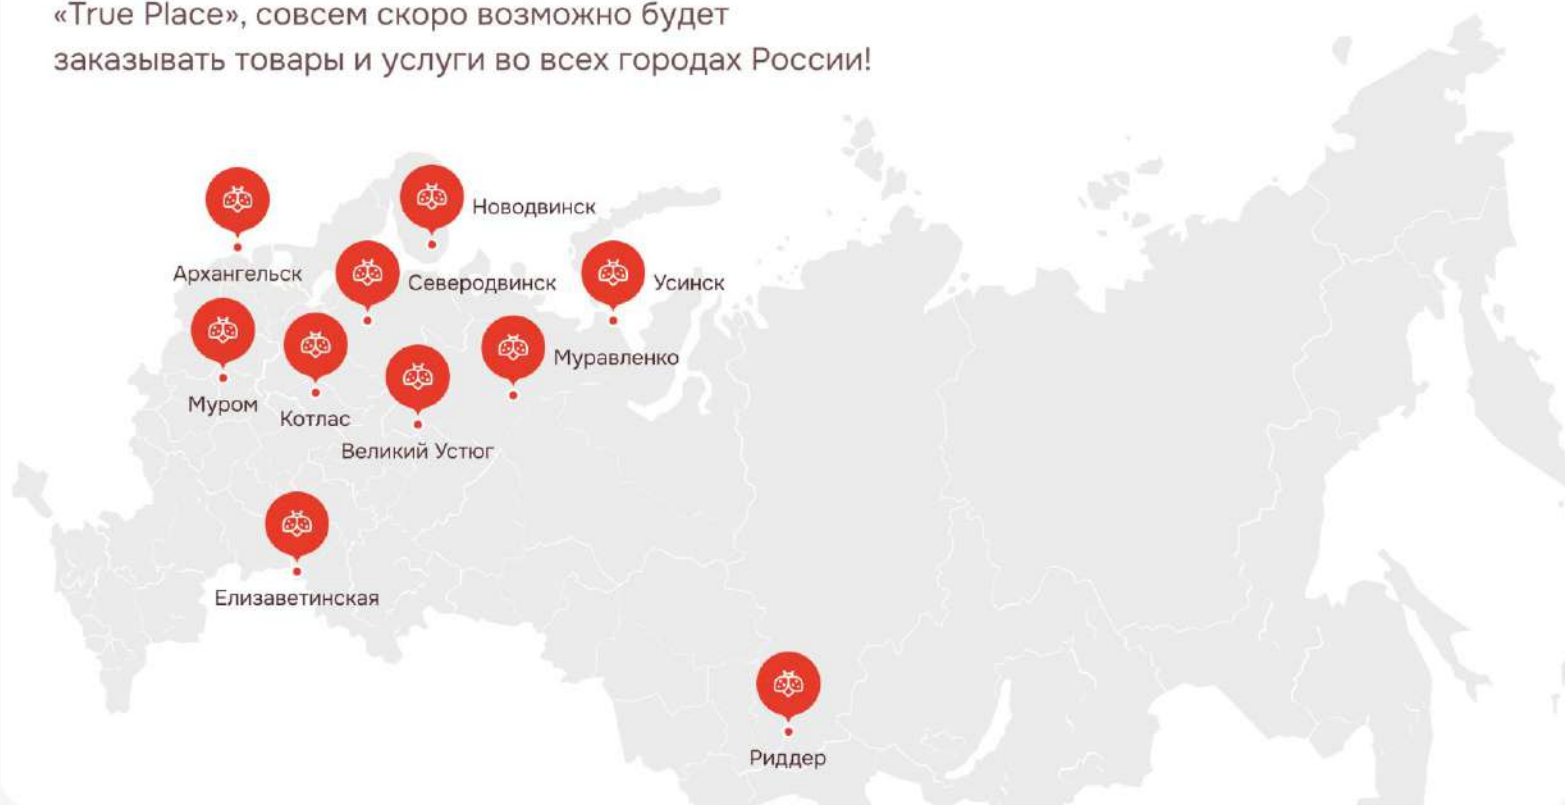 «True Place», совсем скоро возможно будет
заказывать товары и услуги во всех городах России!
Новодвинск
Архангельск
Северодвинск
Усинск
Муравленко
Муром
Котлас
Великий Устюг
Елизаветинская
Риддер